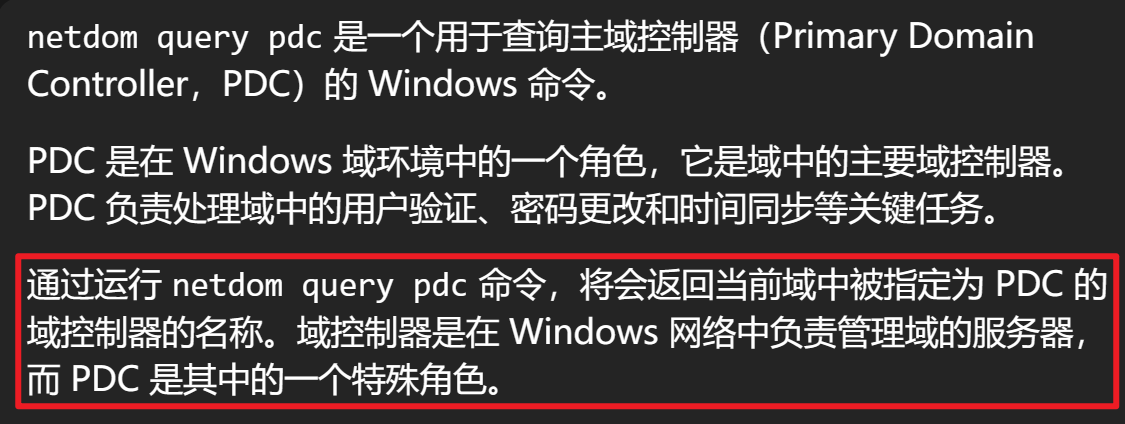 netdom query pdc 是一个用于查询主域控制器（Primary Domain
Controller，PDC）的 Windows 命令。
PDC 是在 Windows 域环境中的一个角色，它是域中的主要域控制器。
PDC 负责处理域中的用户验证、密码更改和时间同步等关键任务。
通过运行 netdom query pdc 命令，将会返回当前域中被指定为 PDC 的
域控制器的名称。域控制器是在 Windows 网络中负责管理域的服务器，
而 PDC 是其中的一个特殊角色。